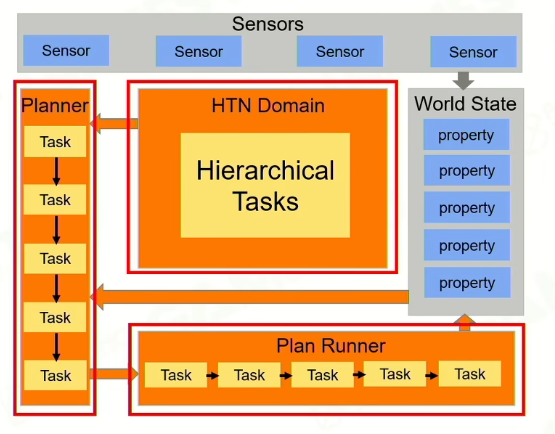 Sensors
Sensor
Sensor
Sensor
Sensor
Planner
Task
Task
Task
Task
Task
HTN Domain
Hierarchical
Tasks
World State
property
property
property
property
property
Plan Runner
Task
Task
Task
Task
Task